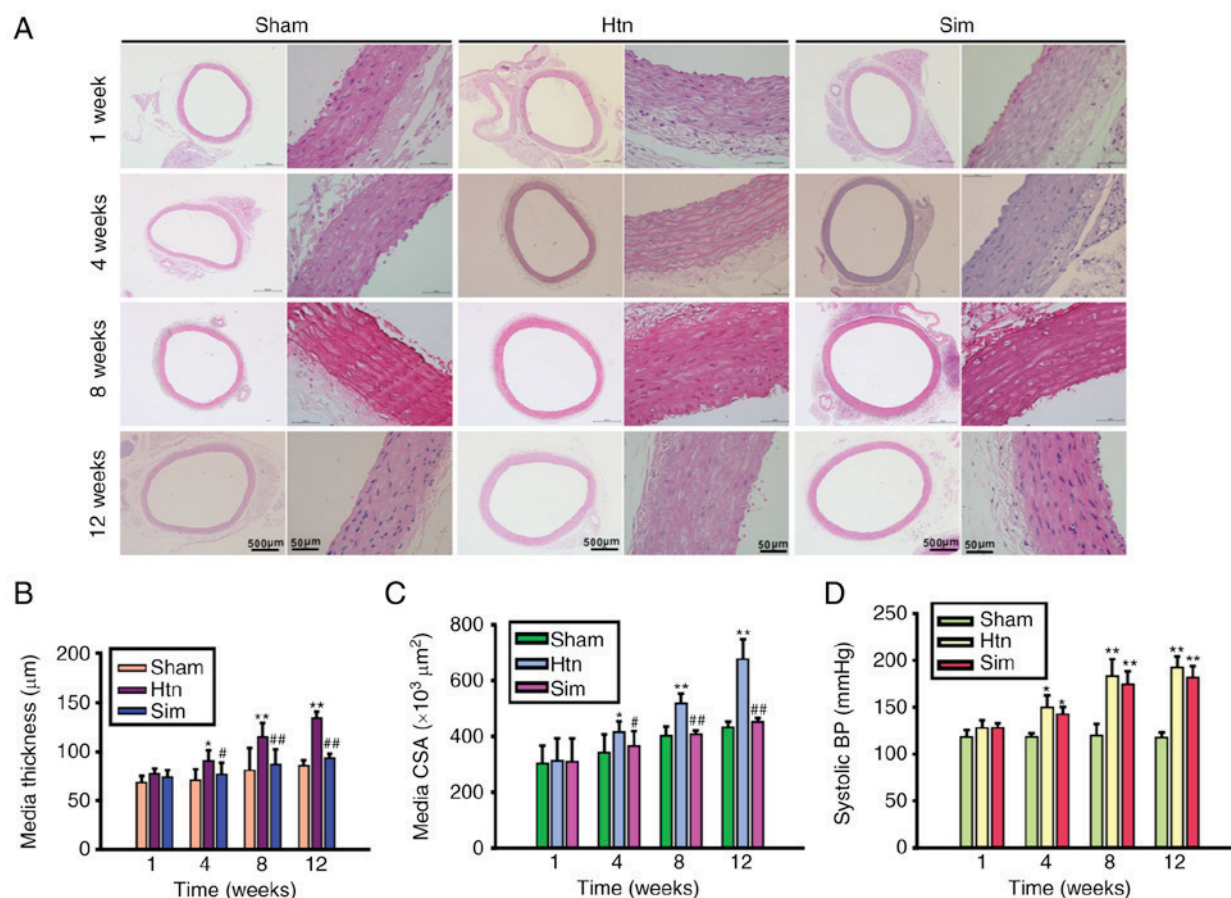 A
Sham
Htn
Sim
1 week
4 weeks
8 weeks
12 weeks
500µm
50µm
500µm
50µm
500µm
50µm
B
Media thickness (µm)
200
150
100
50
0
Sham
Htn
Sim
*
#
**
##
**
##
1 4 8 12
Time (weeks)
C
Media CSA (×10³ µm²)
800
600
400
200
0
Sham
Htn
Sim
*
#
**
##
**
##
1 4 8 12
Time (weeks)
D
Systolic BP (mmHg)
250
200
150
100
50
0
Sham
Htn
Sim
*
*
**
**
**
**
1 4 8 12
Time (weeks)